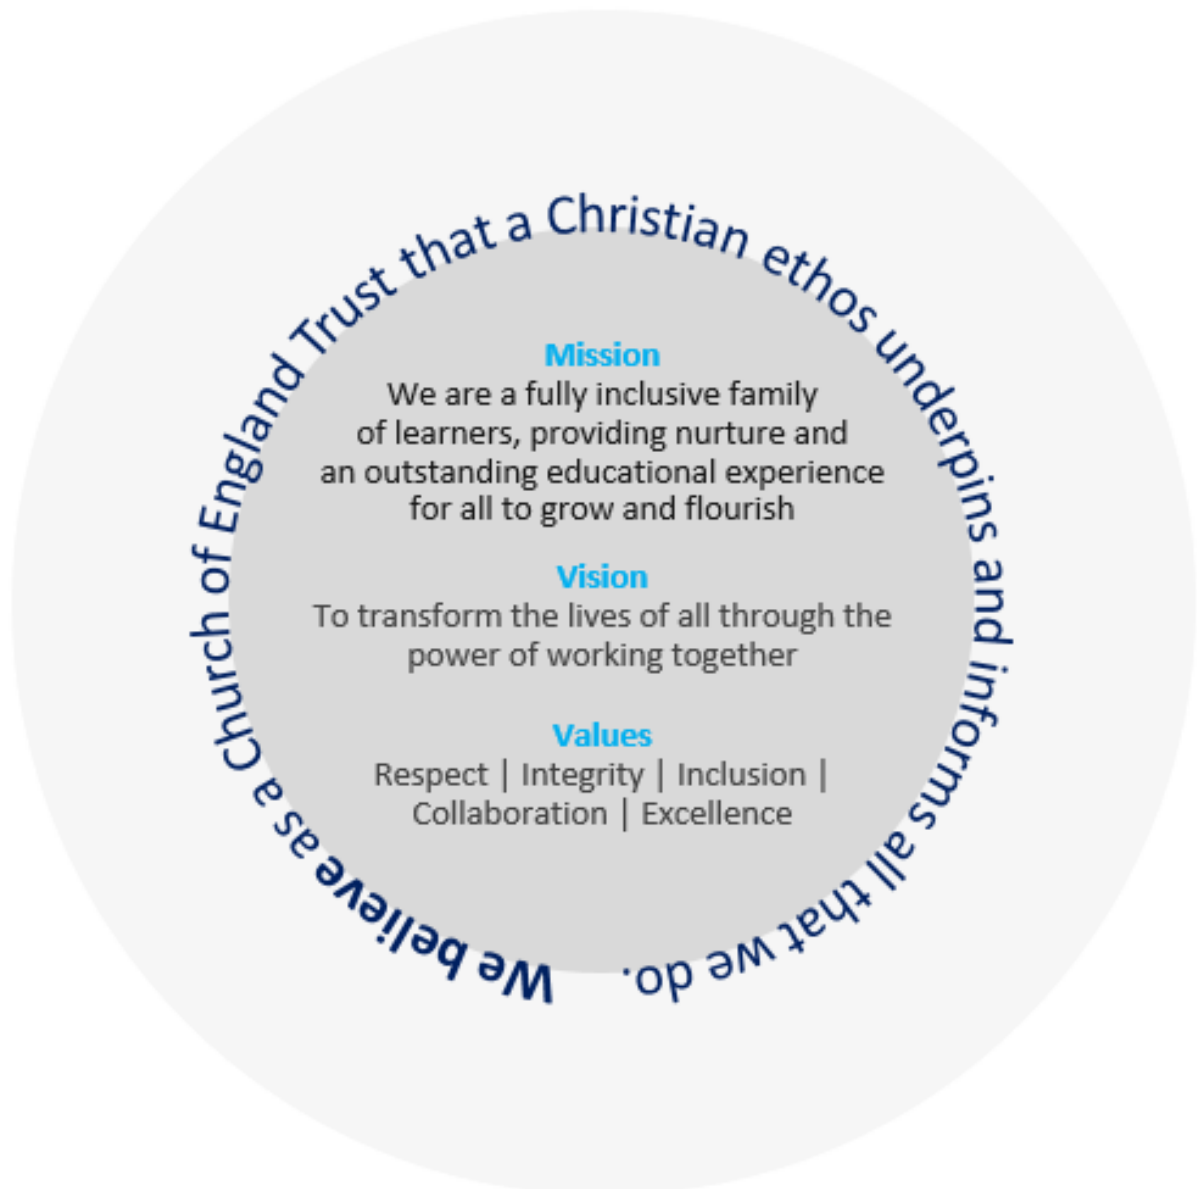 We believe as a Church of England Trust that a Christian ethos underpins and informs all that we do.
Mission
We are a fully inclusive family
of learners, providing nurture and
an outstanding educational experience
for all to grow and flourish
Vision
To transform the lives of all through the
power of working together
Values
Respect | Integrity | Inclusion |
Collaboration | Excellence